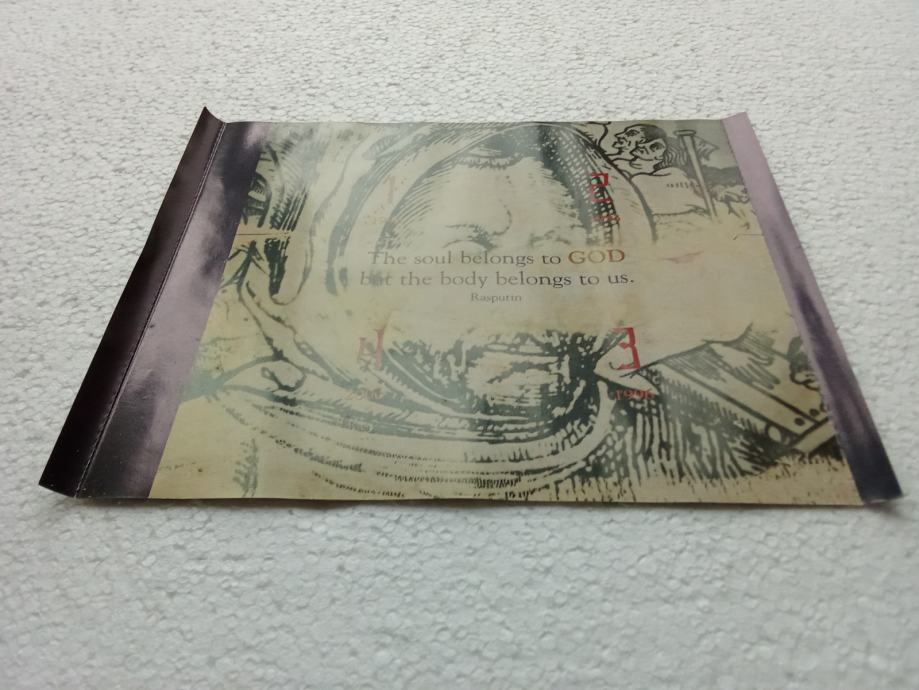 The soul belongs to GOD
but the body belongs to us.
Rasputin